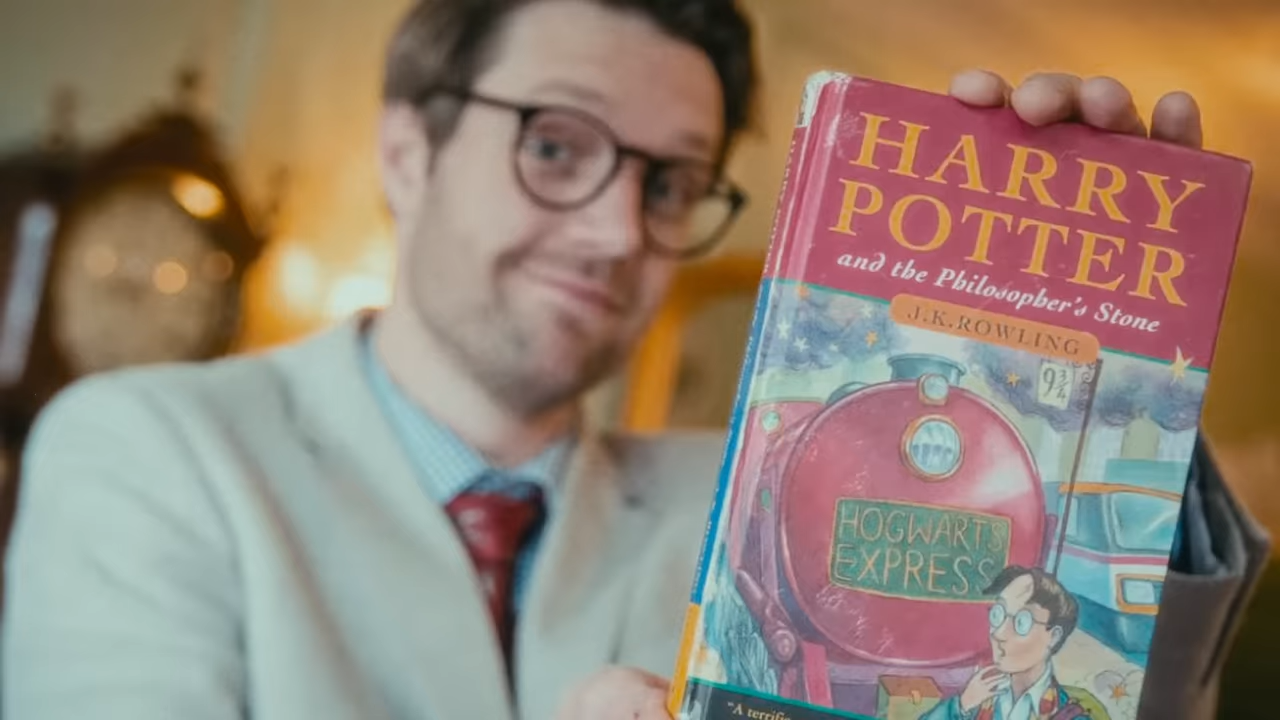 HARRY
POTTER
and the Philosopher's Stone
J.K.ROWLING
9¾
HOGWARTS
EXPRESS
"A terrific